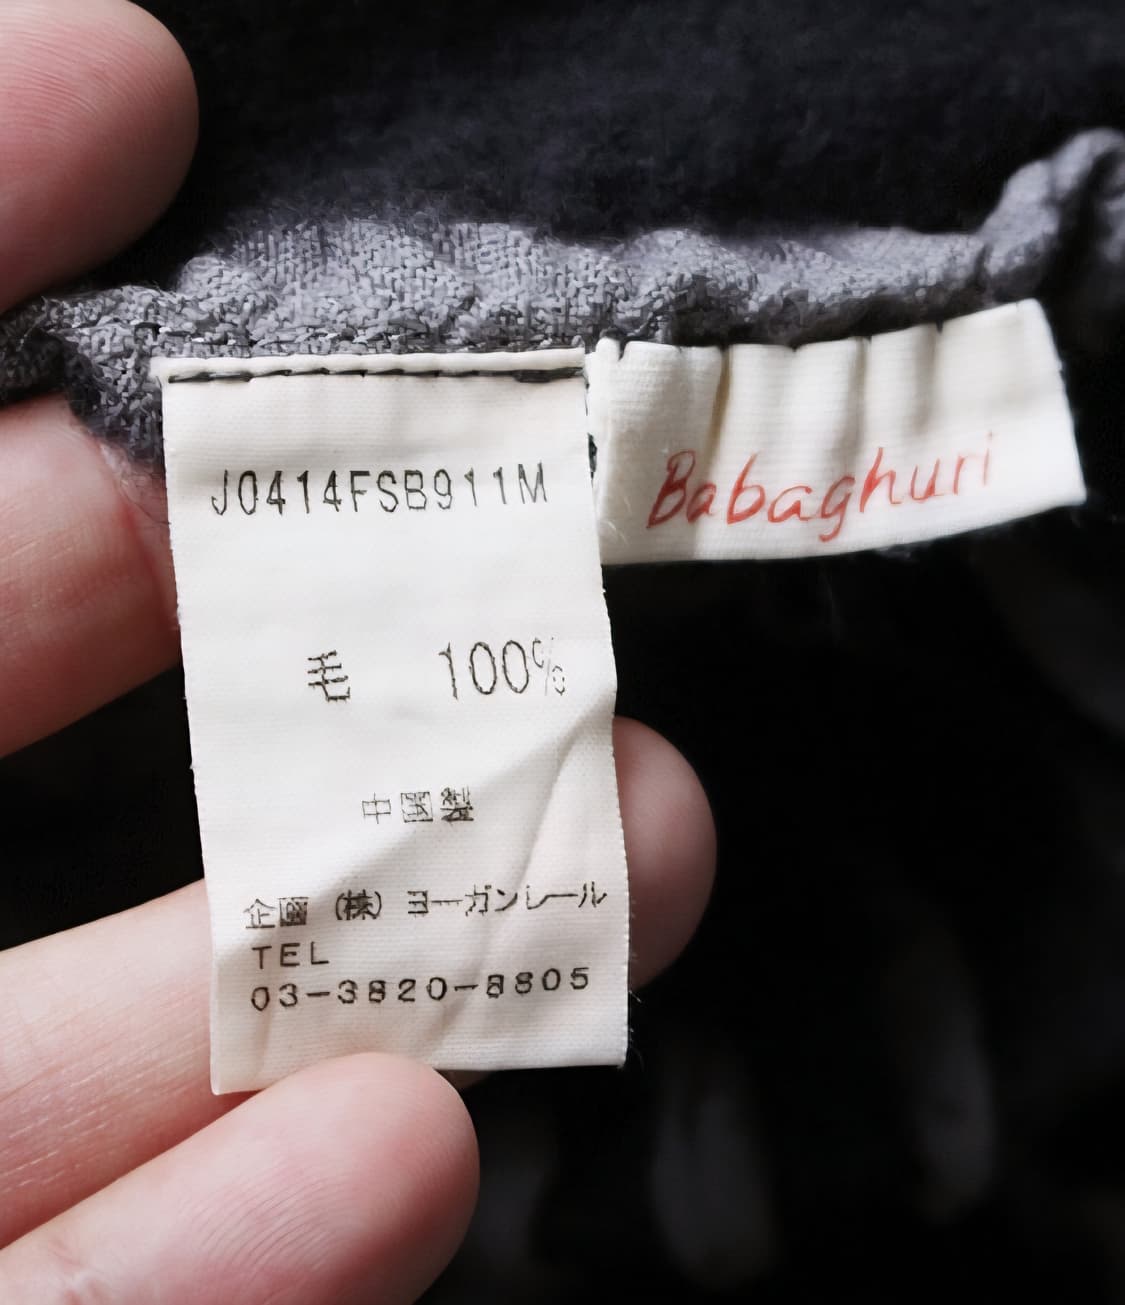 J0414FSB911M
毛 100%
中国製
企画 (株) ヨーガンレール
TEL
03-3820-8805
Babaghuri